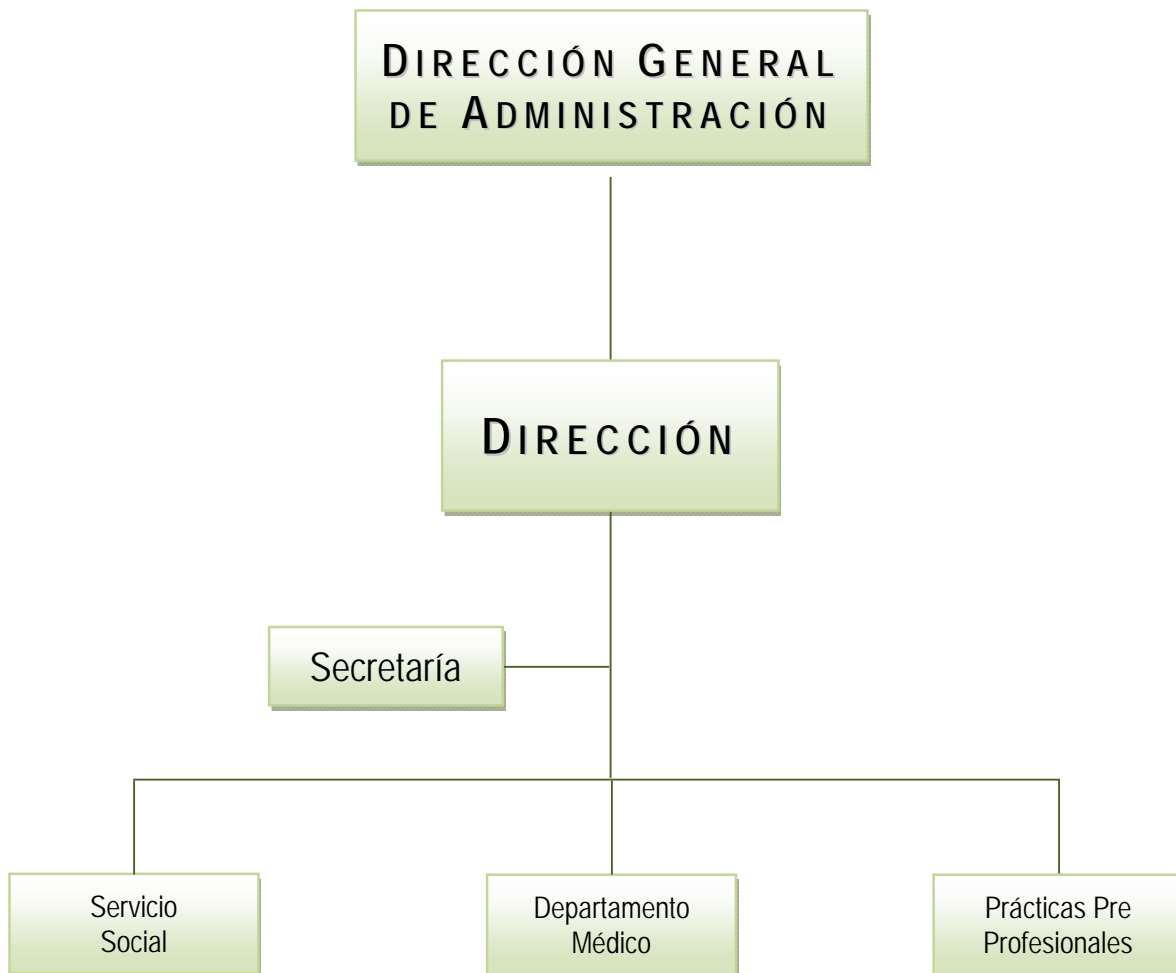 DIRECCIÓN GENERAL
DE ADMINISTRACIÓN
DIRECCIÓN
Secretaría
Servicio
Social
Departamento
Médico
Prácticas Pre
Profesionales